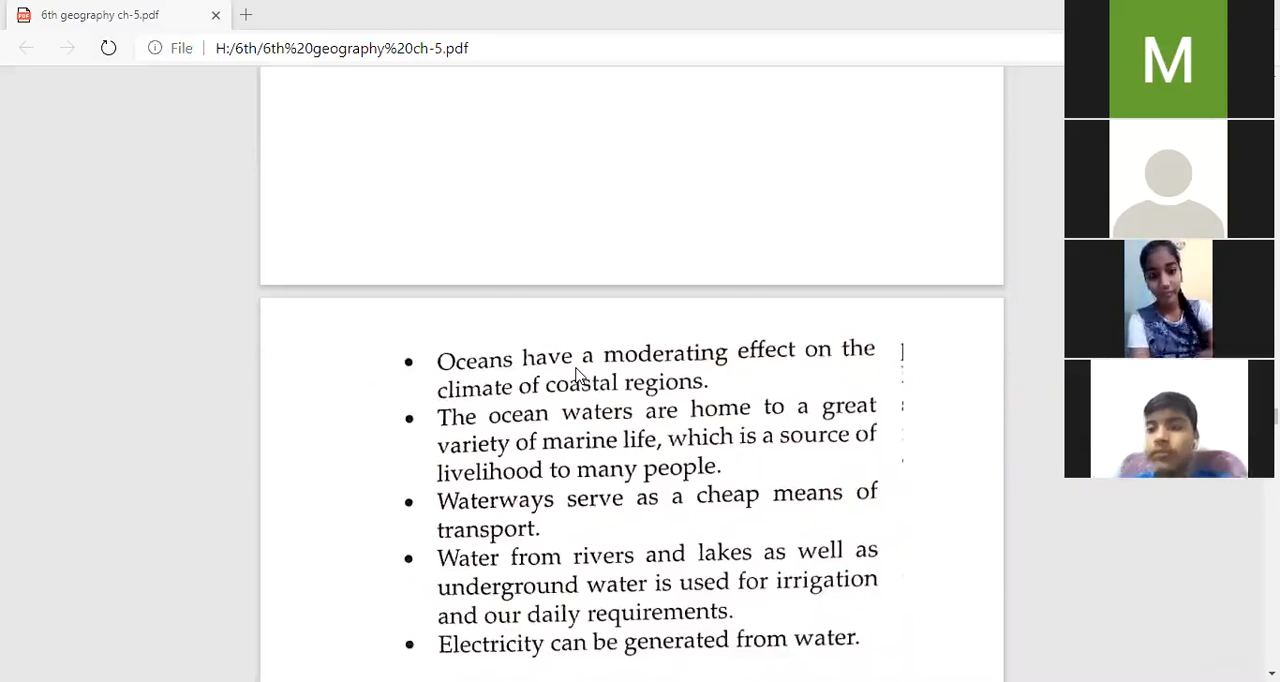 6th geography ch-5.pdf
File
H:/6th/6th%20geography%20ch-5.pdf
M
• Oceans have a moderating effect on the
climate of coastal regions.
• The ocean waters are home to a great
variety of marine life, which is a source of
livelihood to many people.
• Waterways serve as a cheap means of
transport.
• Water from rivers and lakes as well as
underground water is used for irrigation
and our daily requirements.
• Electricity can be generated from water.